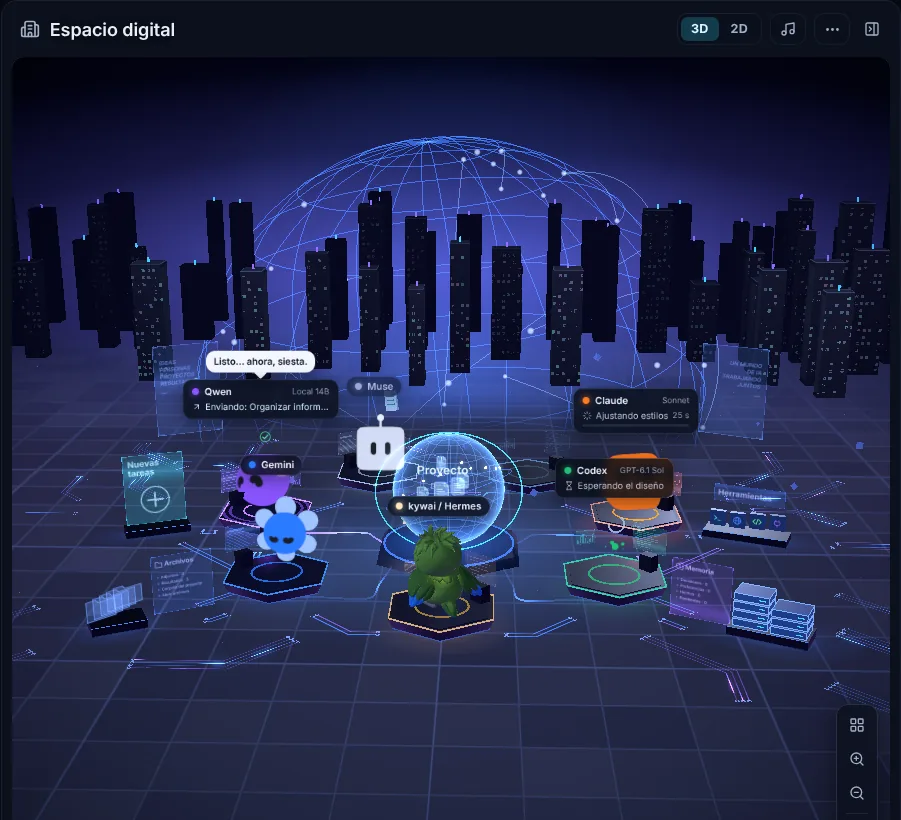 Espacio digital
3D
2D
Listo... ahora, siesta.
Qwen
Local 14B
Enviando: Organizar inform...
Muse
Claude
Sonnet
Ajustando estilos
25 s
Gemini
Proyecto
Codex
GPT-6.1 Sol
Esperando el diseño
kywai / Hermes
Nuevas
tareas
Herramientas
Archivos
Memoria